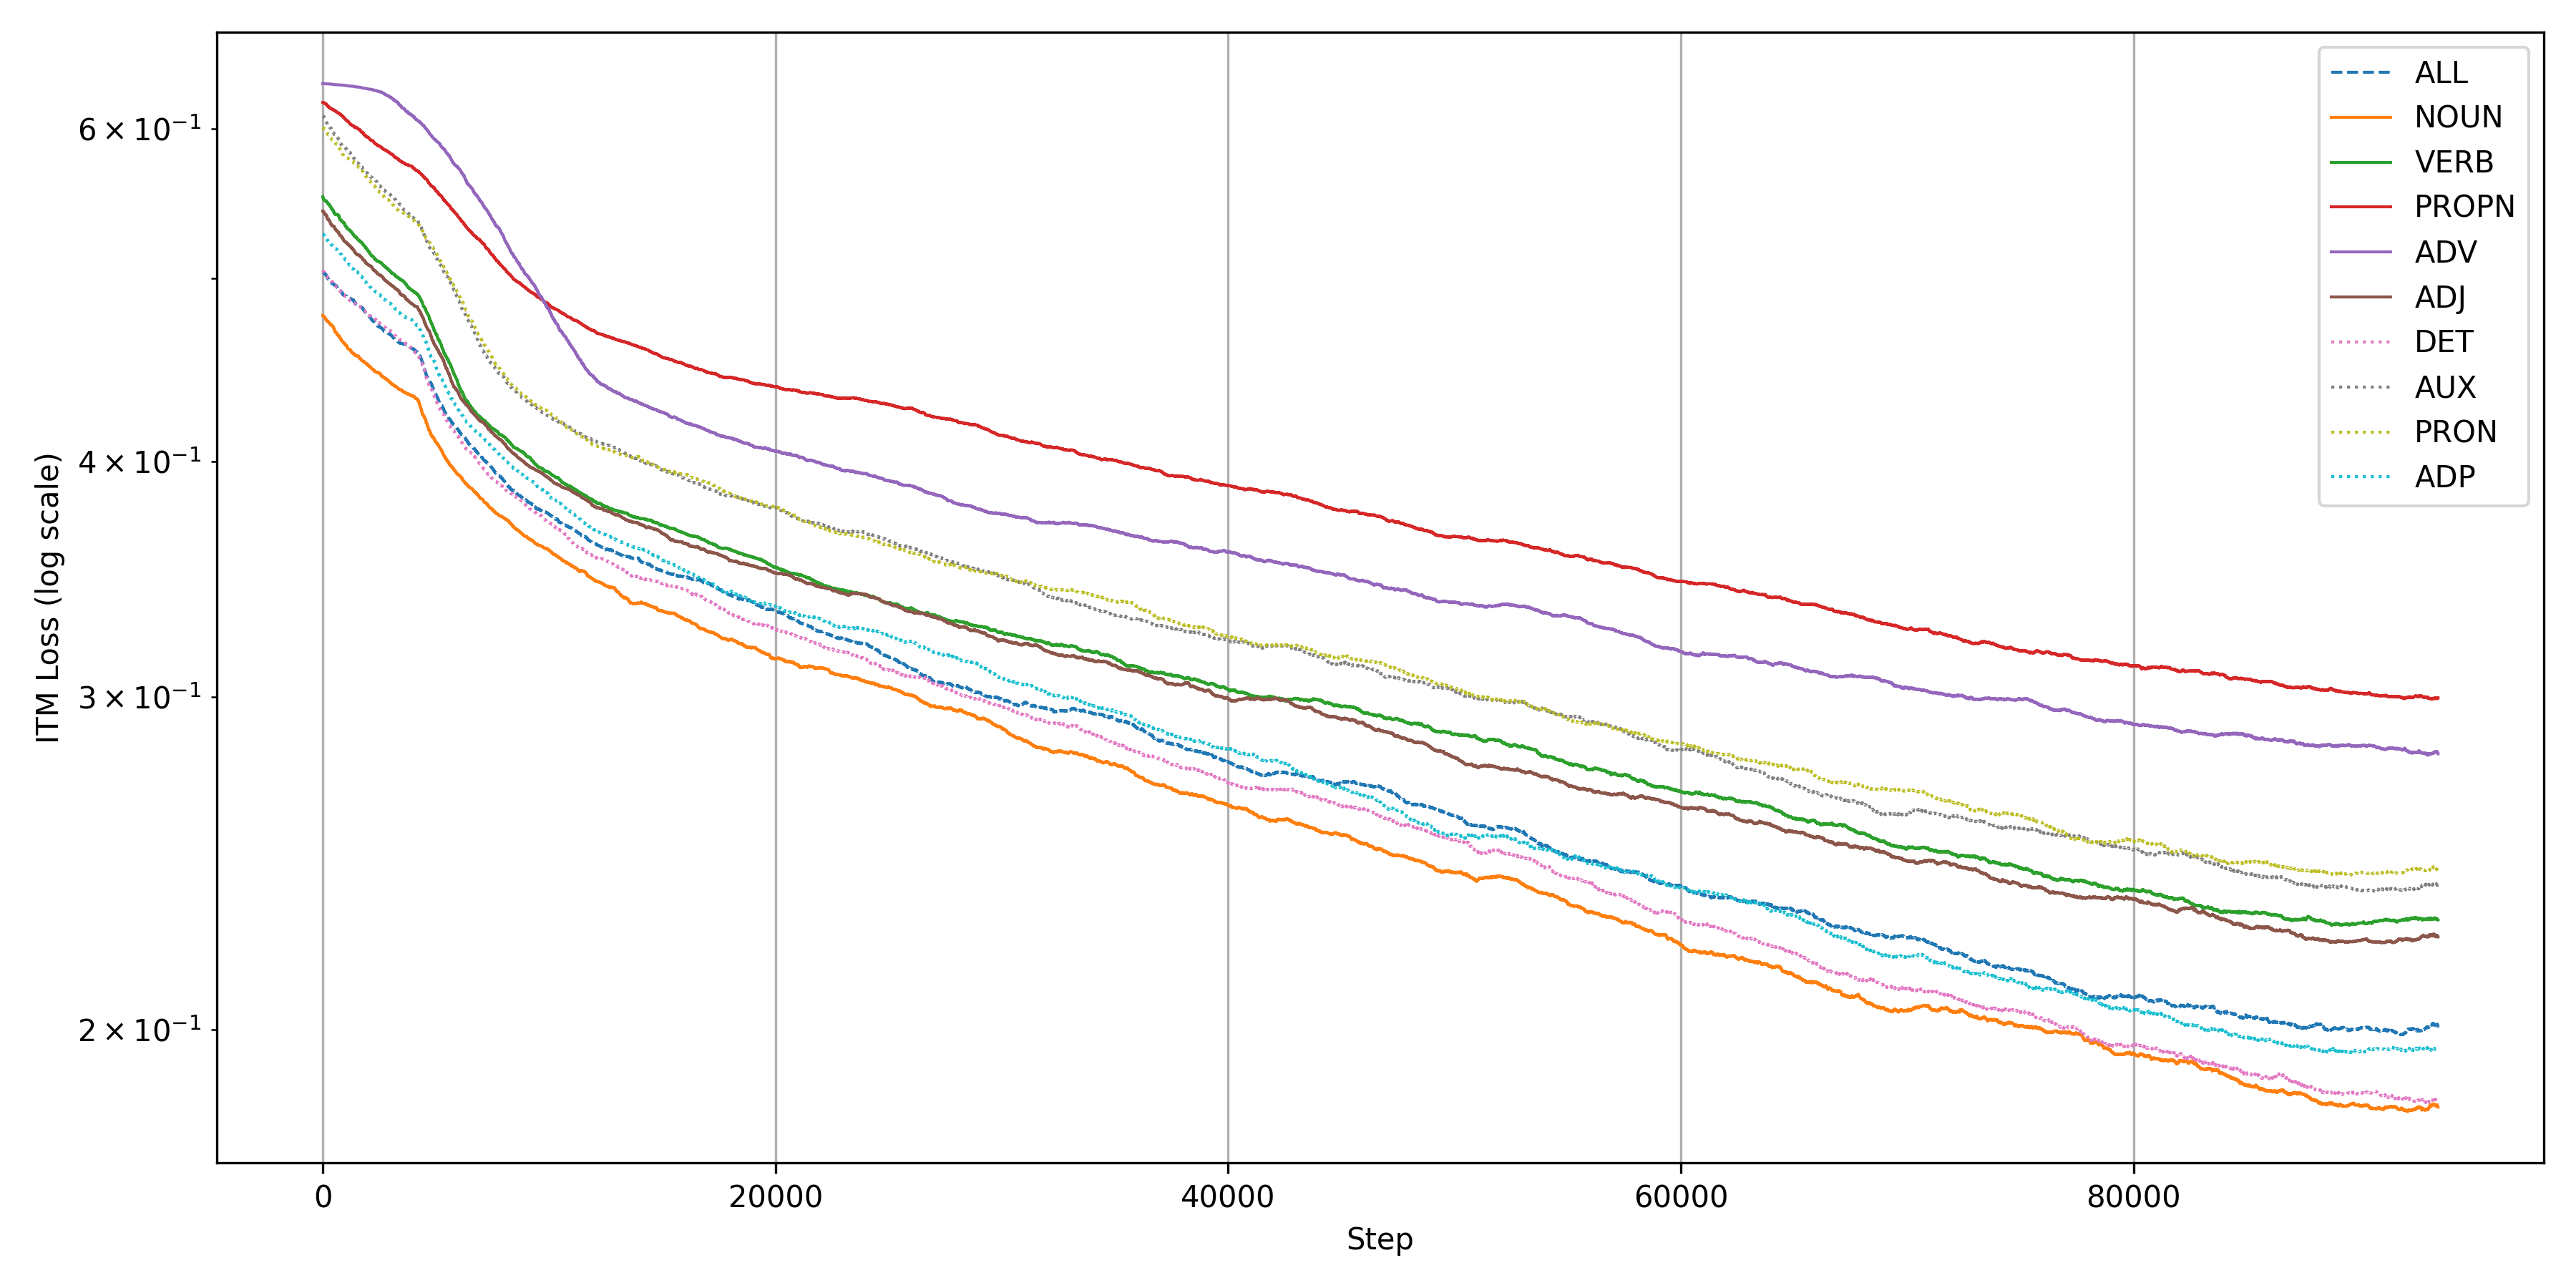 6 × 10⁻¹
4 × 10⁻¹
3 × 10⁻¹
2 × 10⁻¹
ITM Loss (log scale)
0 20000 40000 60000 80000
Step
ALL
NOUN
VERB
PROPN
ADV
ADJ
DET
AUX
PRON
ADP